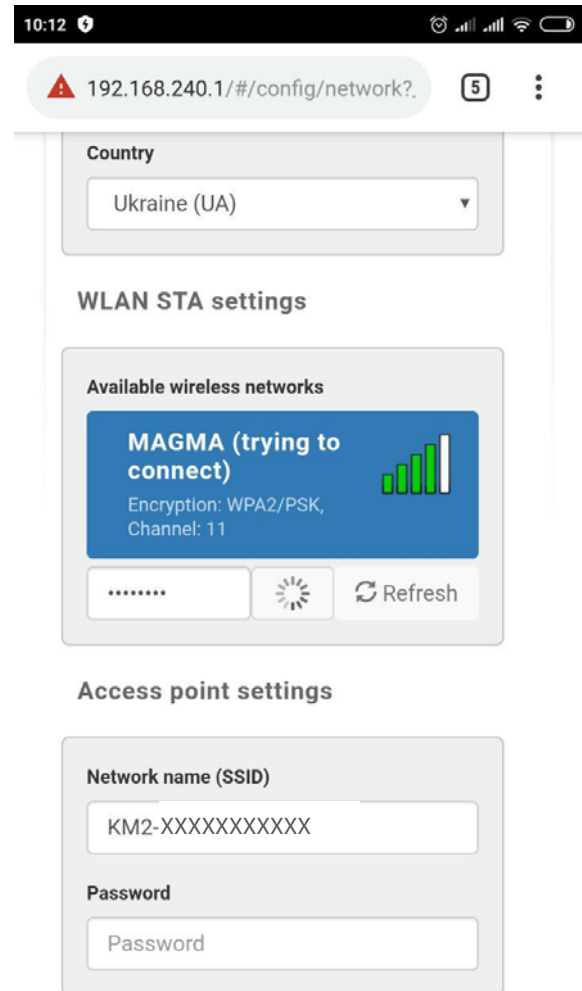 10:12
192.168.240.1/#/config/network?.
5
Country
Ukraine (UA)
WLAN STA settings
Available wireless networks
MAGMA (trying to
connect)
Encryption: WPA2/PSK,
Channel: 11
••••••••
Refresh
Access point settings
Network name (SSID)
KM2-XXXXXXXXXXX
Password
Password